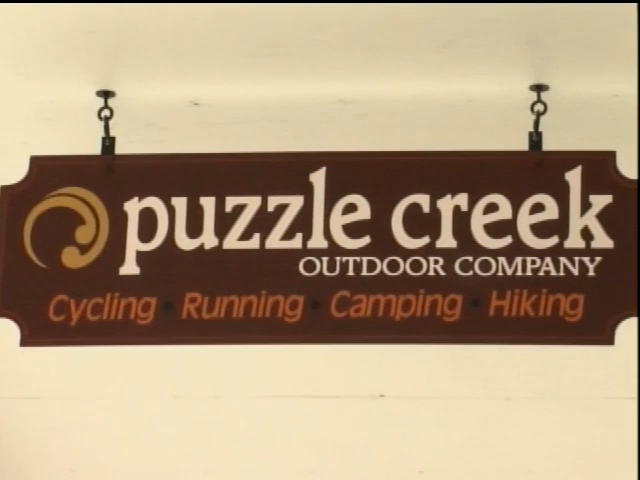 puzzle creek
OUTDOOR COMPANY
Cycling • Running • Camping • Hiking